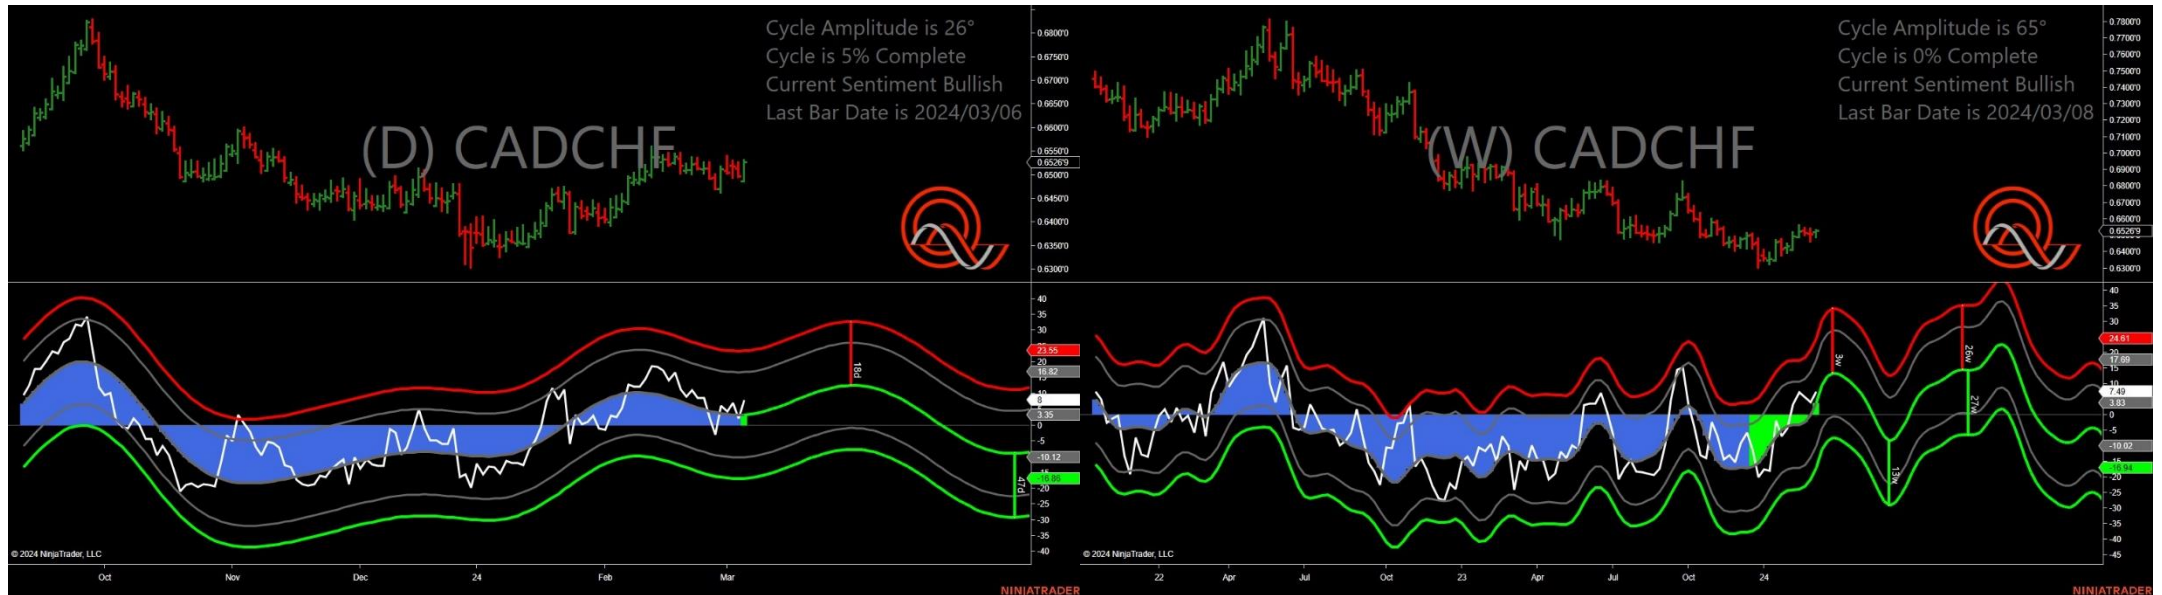 Cycle Amplitude is 26°
Cycle is 5% Complete
Current Sentiment Bullish
Last Bar Date is 2024/03/06
(D) CADCHF
0.6800'0
0.6700'0
0.6650'0
0.6600'0
0.6550'0
0.6526'9
0.6500'0
0.6450'0
0.6400'0
0.6350'0
0.6300'0
40
35
30
23.55
20
16.82
8
3.35
0
-5
-10.12
-16.86
-20
-25
-30
-35
-40
18d
47d
© 2024 NinjaTrader, LLC
Oct
Nov
Dec
24
Feb
Mar
NINJATRADER
Cycle Amplitude is 65°
Cycle is 0% Complete
Current Sentiment Bullish
Last Bar Date is 2024/03/08
(W) CADCHF
0.7800'0
0.7700'0
0.7600'0
0.7500'0
0.7400'0
0.7300'0
0.7200'0
0.7100'0
0.7000'0
0.6900'0
0.6800'0
0.6700'0
0.6600'0
0.6526'9
0.6400'0
0.6300'0
40
35
30
24.61
17.69
15
10
7.49
3.83
0
-5
-10.02
-15
-16.94
-20
-25
-30
-35
-40
-45
3w
13w
26w
27w
© 2024 NinjaTrader, LLC
22
Apr
Jul
Oct
23
Apr
Jul
Oct
24
NINJATRADER